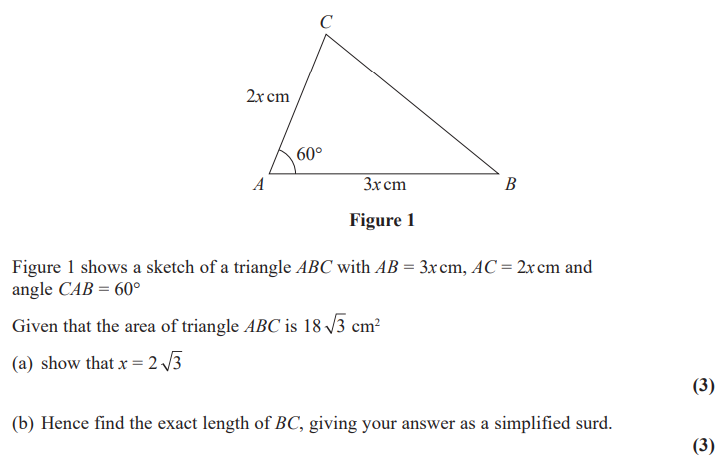 C
2x cm
60°
A
3x cm
B
Figure 1
Figure 1 shows a sketch of a triangle ABC with AB = 3x cm, AC = 2x cm and
angle CAB = 60°
Given that the area of triangle ABC is 18√3 cm²
(a) show that x = 2√3
(3)
(b) Hence find the exact length of BC, giving your answer as a simplified surd.
(3)